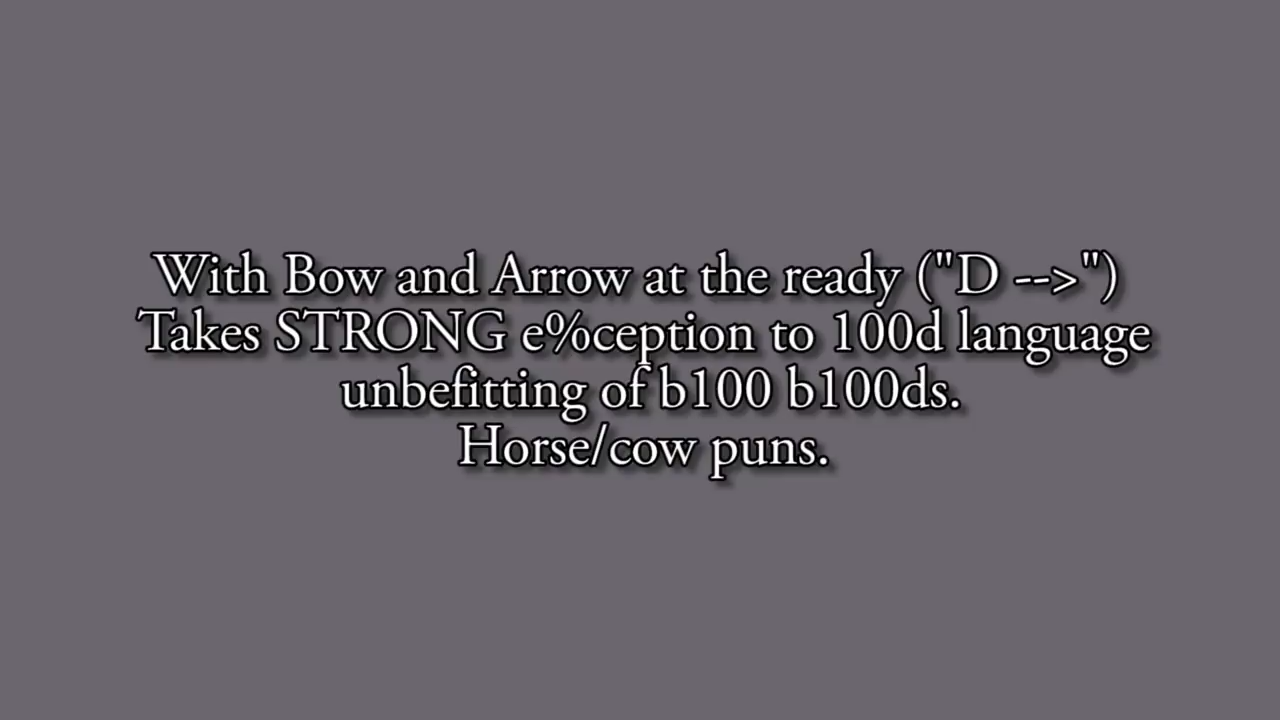 With Bow and Arrow at the ready ("D -->")
Takes STRONG e%ception to 100d language
unbefitting of b100 b100ds.
Horse/cow puns.